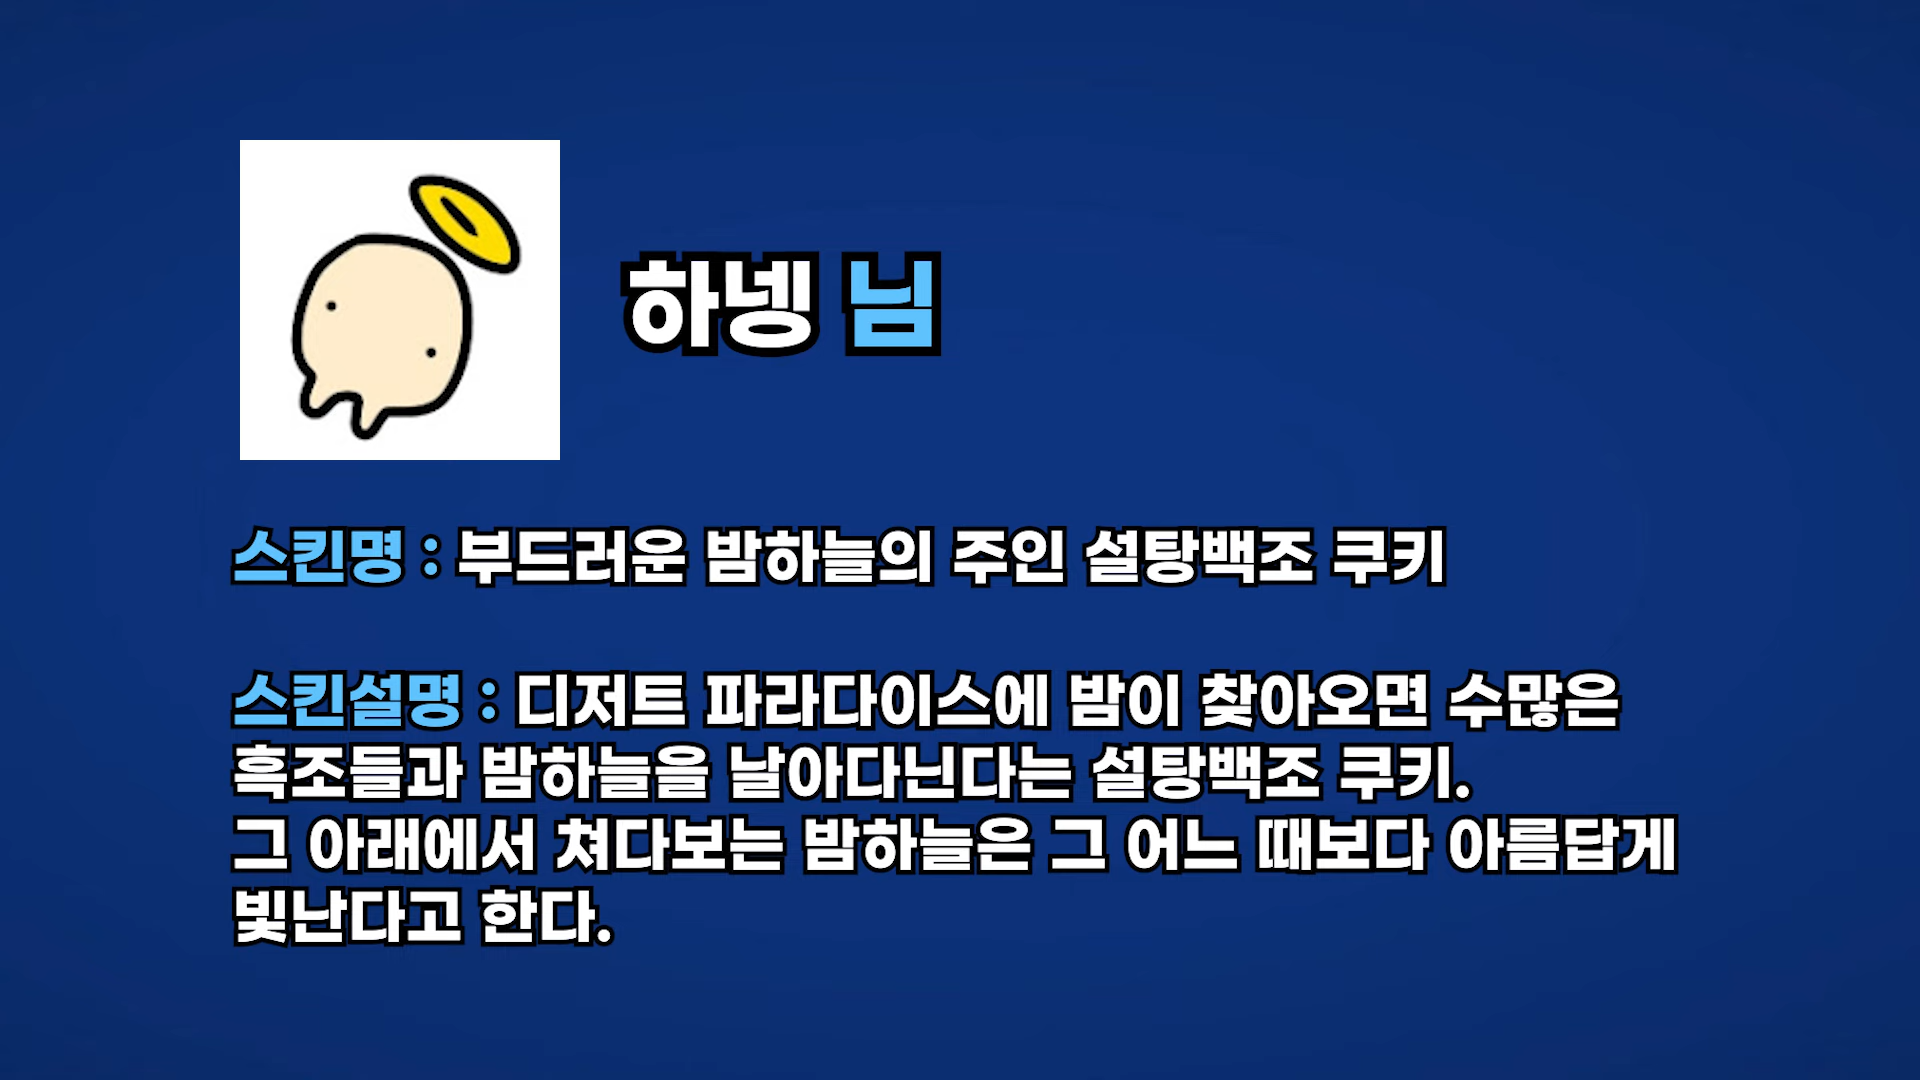 하넹 님
스킨명 : 부드러운 밤하늘의 주인 설탕백조 쿠키
스킨설명 : 디저트 파라다이스에 밤이 찾아오면 수많은
흑조들과 밤하늘을 날아다닌다는 설탕백조 쿠키.
그 아래에서 쳐다보는 밤하늘은 그 어느 때보다 아름답게
빛난다고 한다.